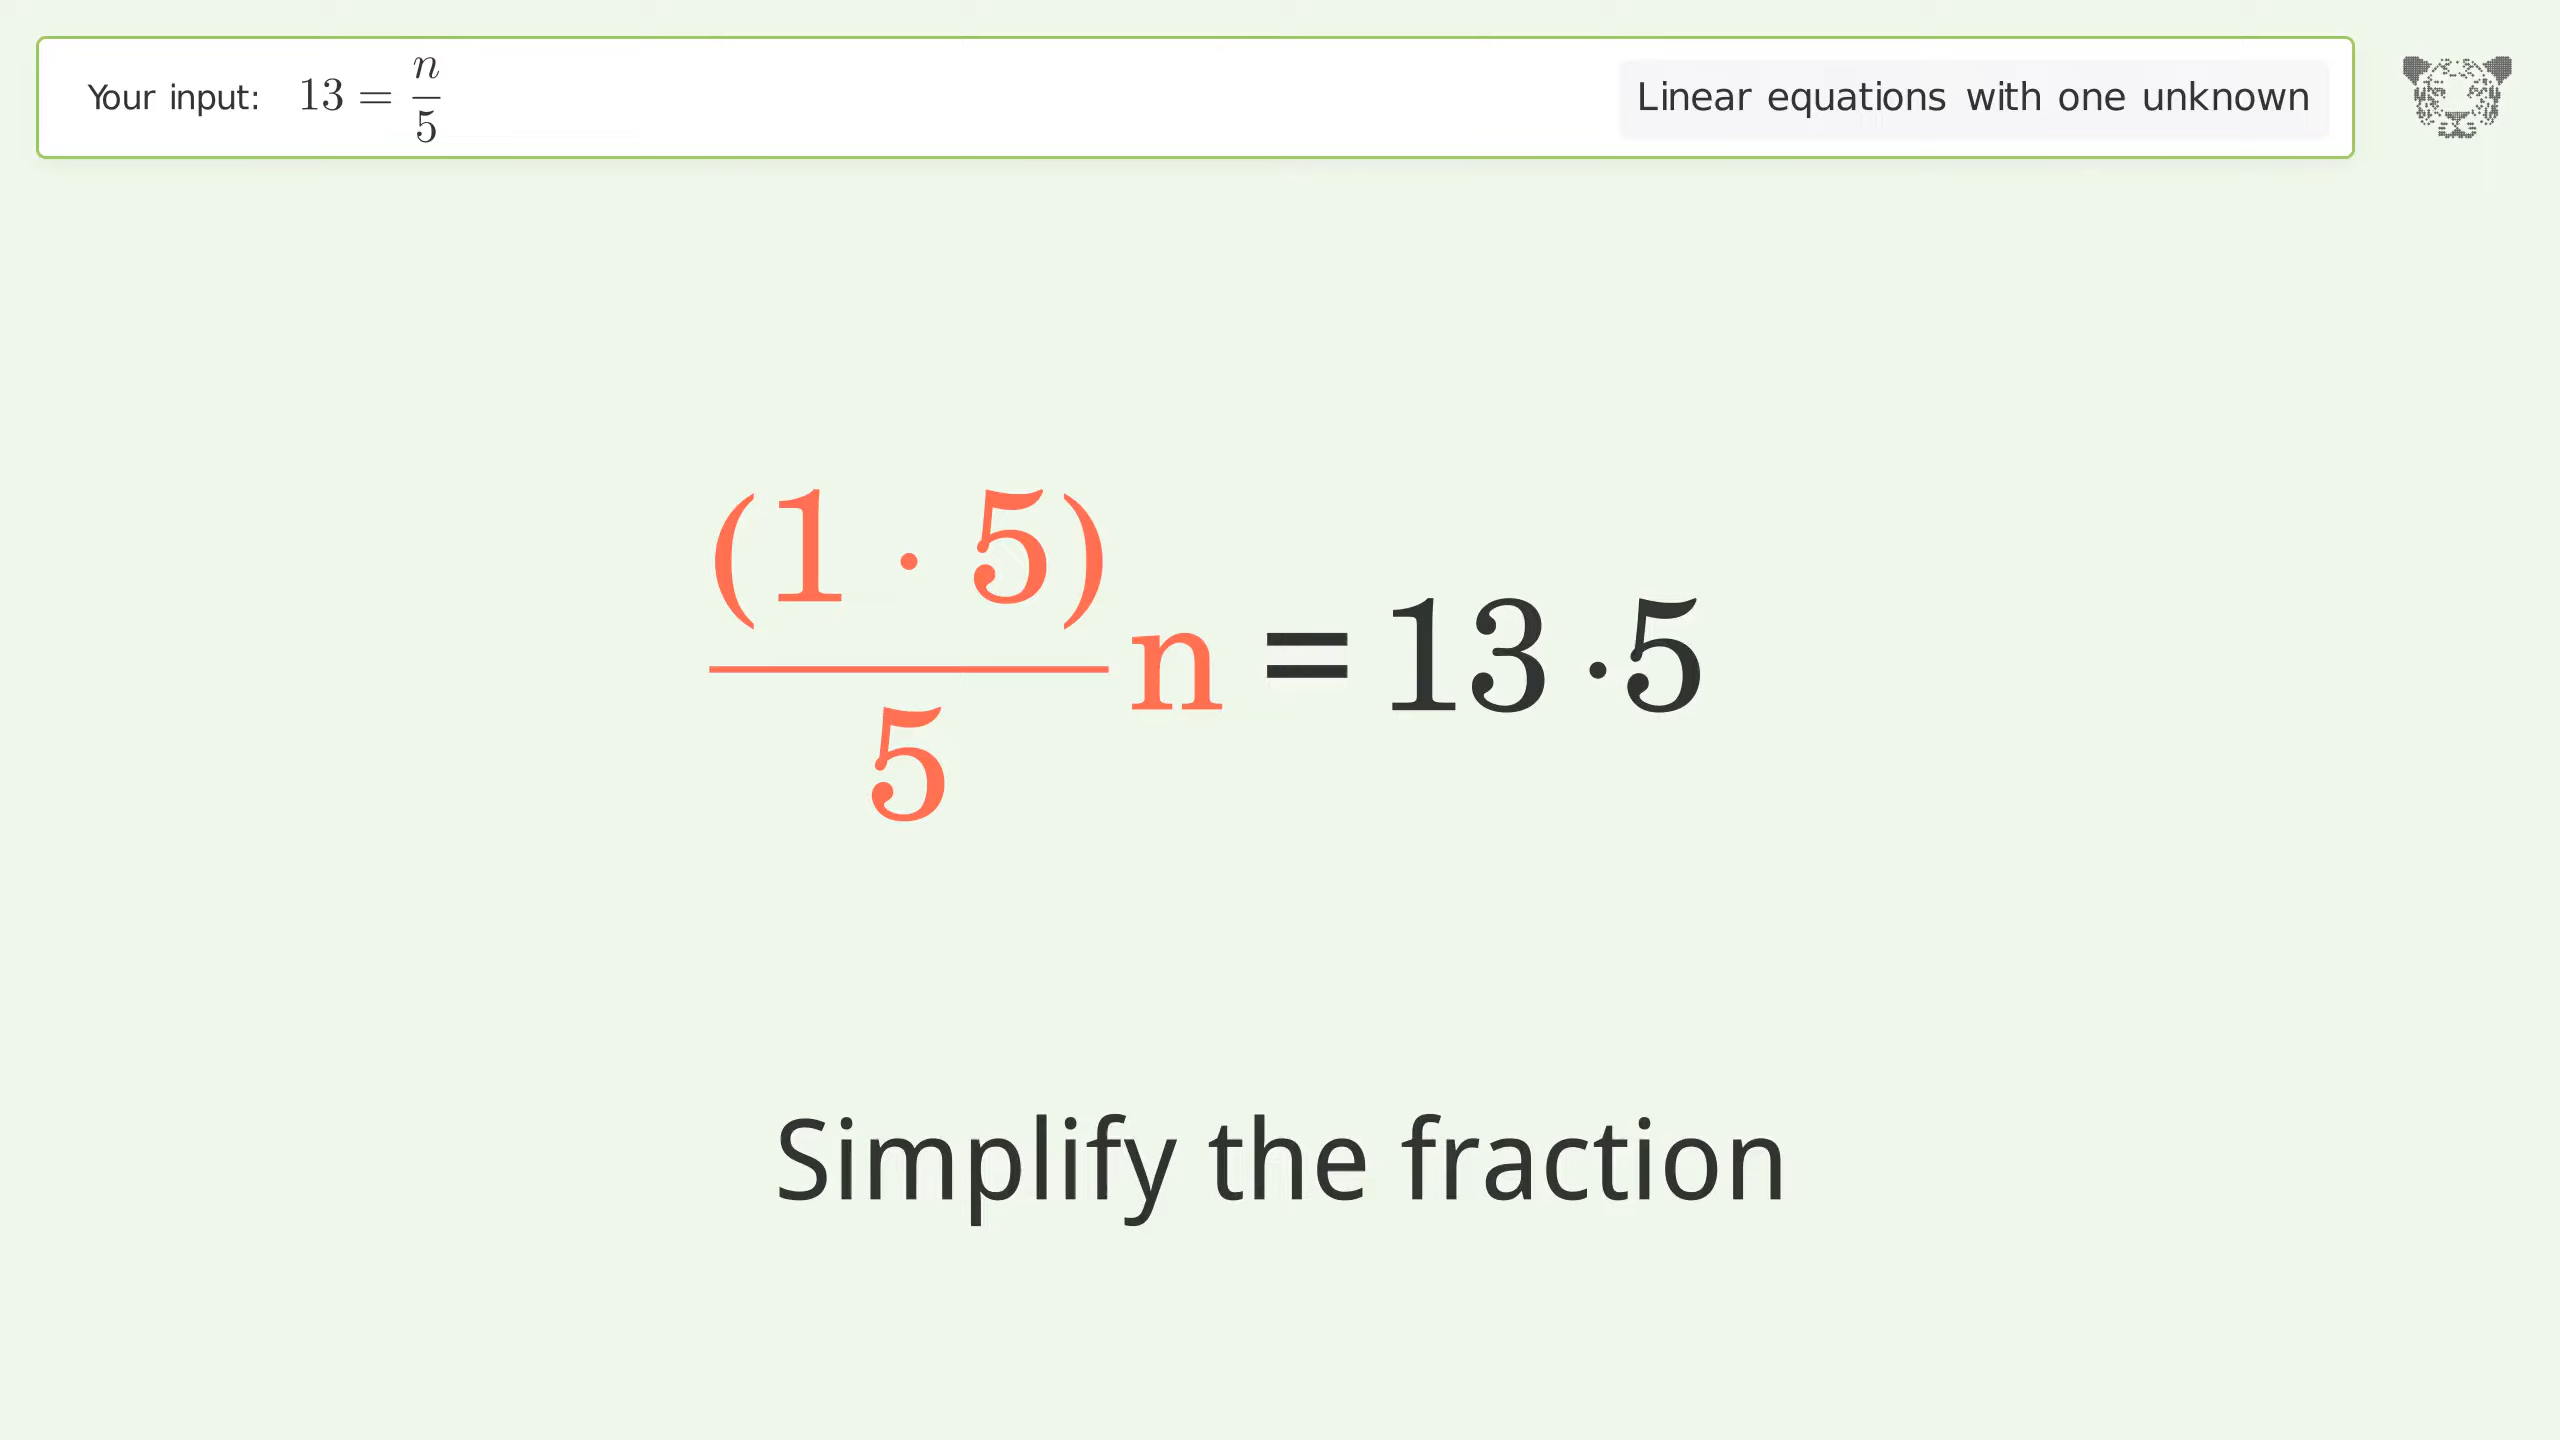 Your input: 13 = n/5
Linear equations with one unknown
(1 · 5)/5 n = 13 · 5
Simplify the fraction